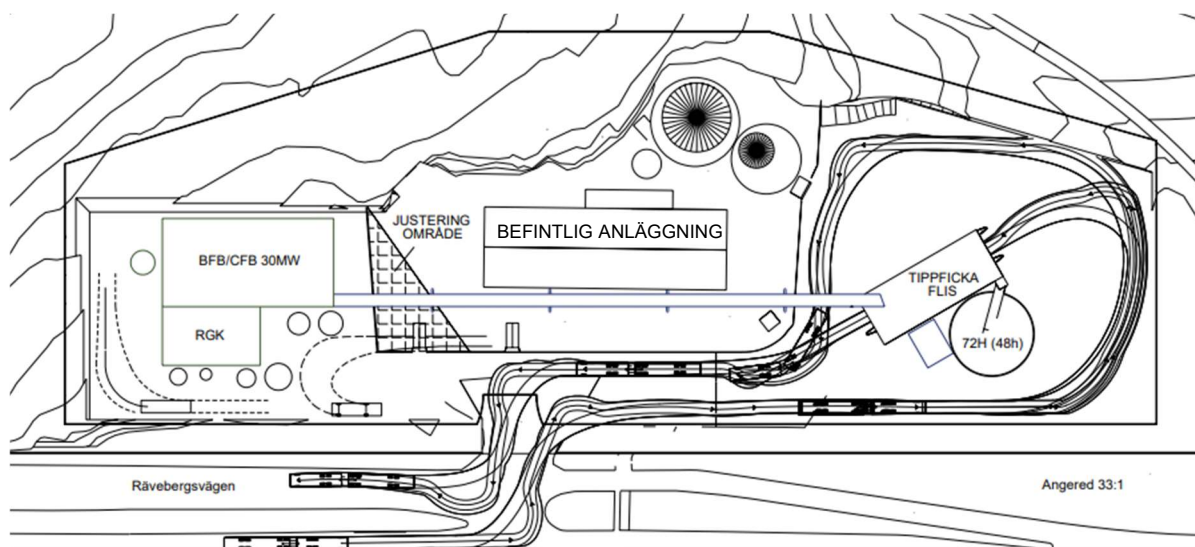 JUSTERING
OMRÅDE
BEFINTLIG ANLÄGGNING
BFB/CFB 30MW
TIPPFICKA
FLIS
RGK
72H (48h)
Rävebergsvägen
Angered 33:1